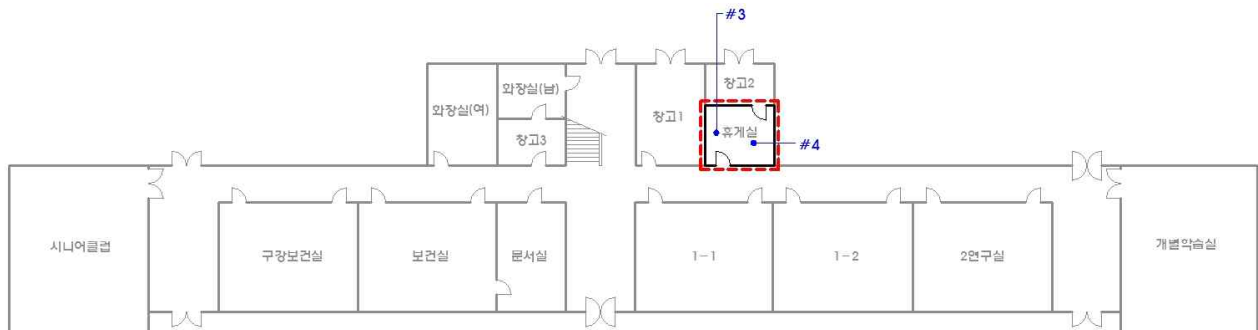 #3
화장실(남)
창고2
화장실(여)
창고1
휴게실
창고3
#4
시니어클럽
구강보건실
보건실
문서실
1-1
1-2
2연구실
개별학습실